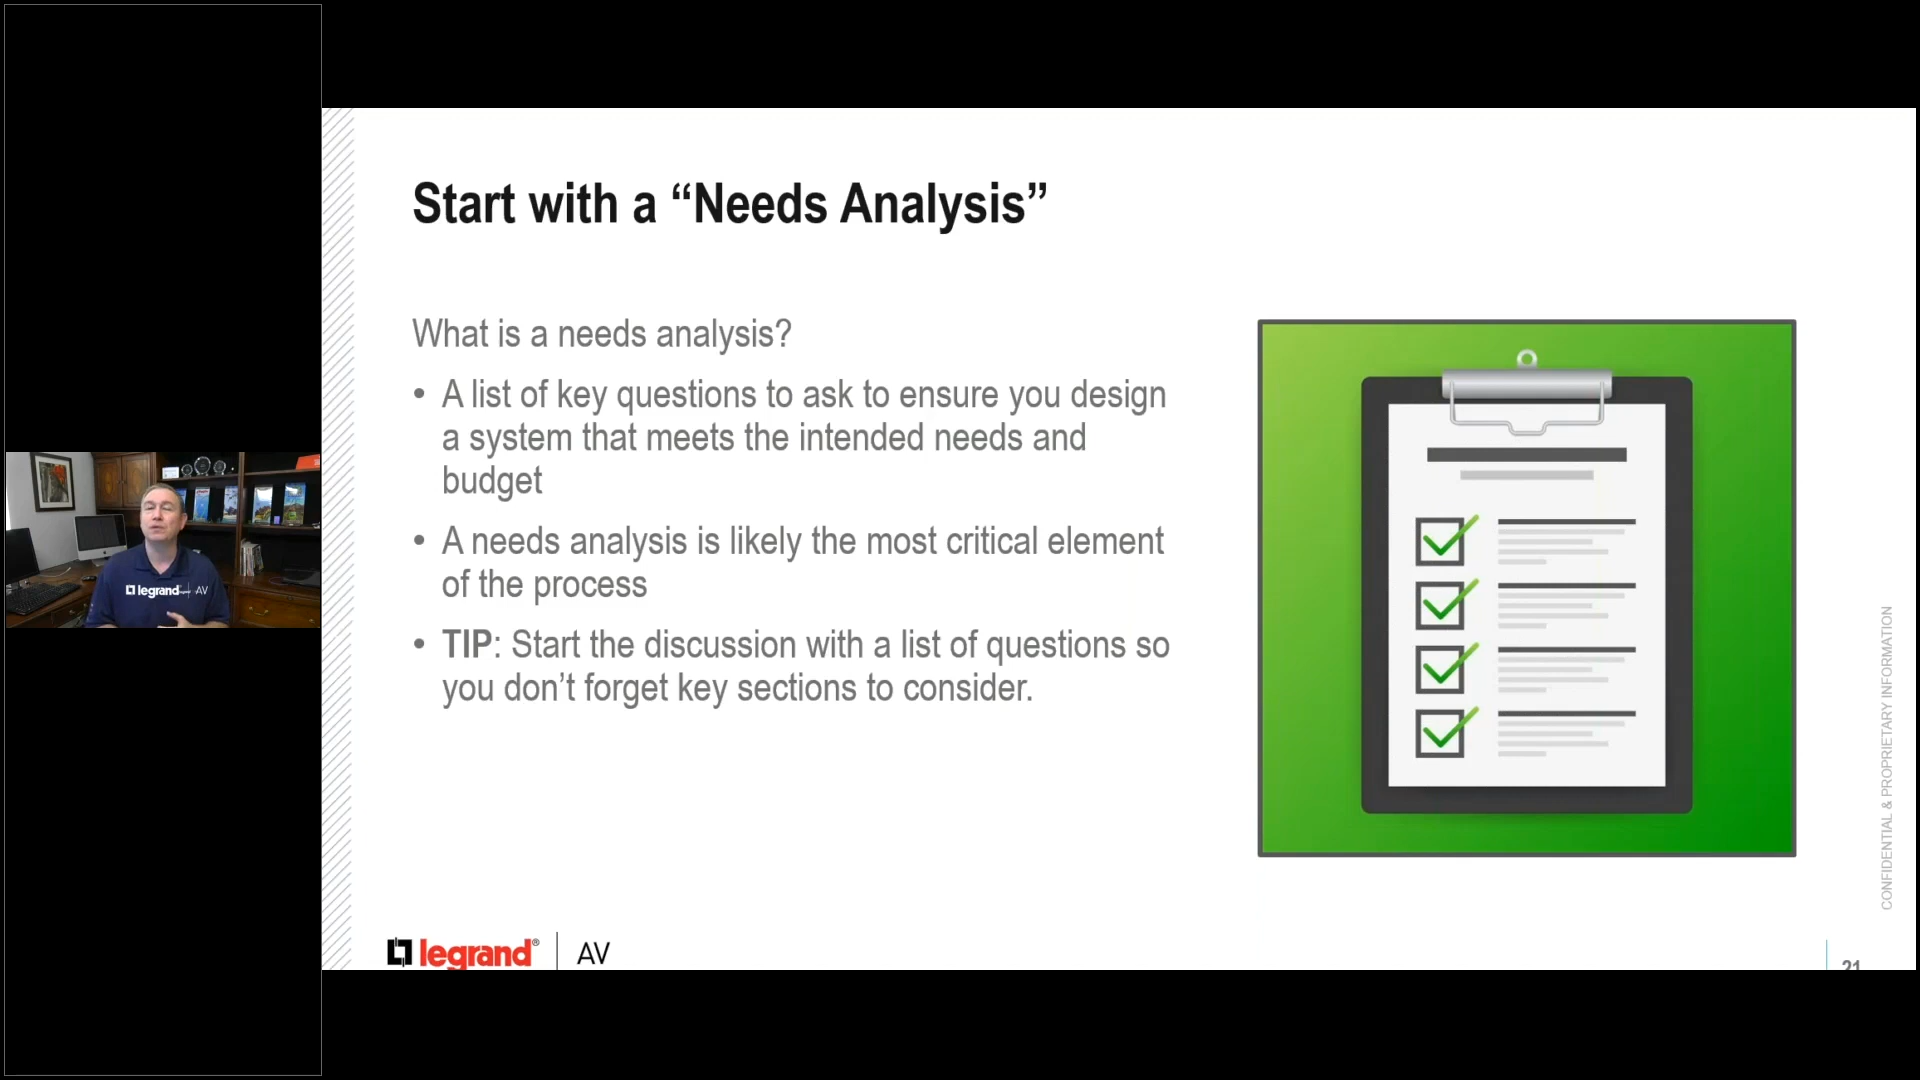 Start with a “Needs Analysis”
What is a needs analysis?
• A list of key questions to ask to ensure you design
a system that meets the intended needs and
budget
• A needs analysis is likely the most critical element
of the process
• TIP: Start the discussion with a list of questions so
you don’t forget key sections to consider.
CONFIDENTIAL & PROPRIETARY INFORMATION
legrand® | AV
21
legrand | AV